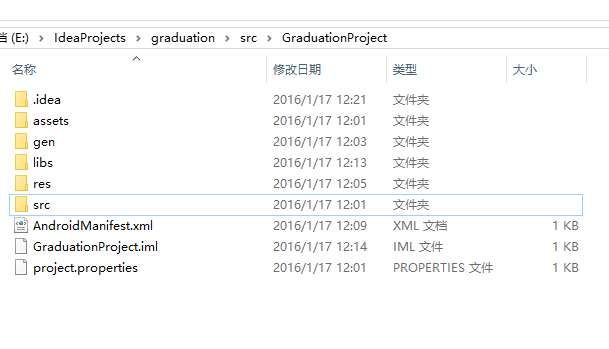 档 (E:) › IdeaProjects › graduation › src › GraduationProject
名称 修改日期 类型 大小
.idea 2016/1/17 12:21 文件夹
assets 2016/1/17 12:01 文件夹
gen 2016/1/17 12:03 文件夹
libs 2016/1/17 12:13 文件夹
res 2016/1/17 12:05 文件夹
src 2016/1/17 12:01 文件夹
AndroidManifest.xml 2016/1/17 12:09 XML 文档 1 KB
GraduationProject.iml 2016/1/17 12:14 IML 文件 1 KB
project.properties 2016/1/17 12:01 PROPERTIES 文件 1 KB